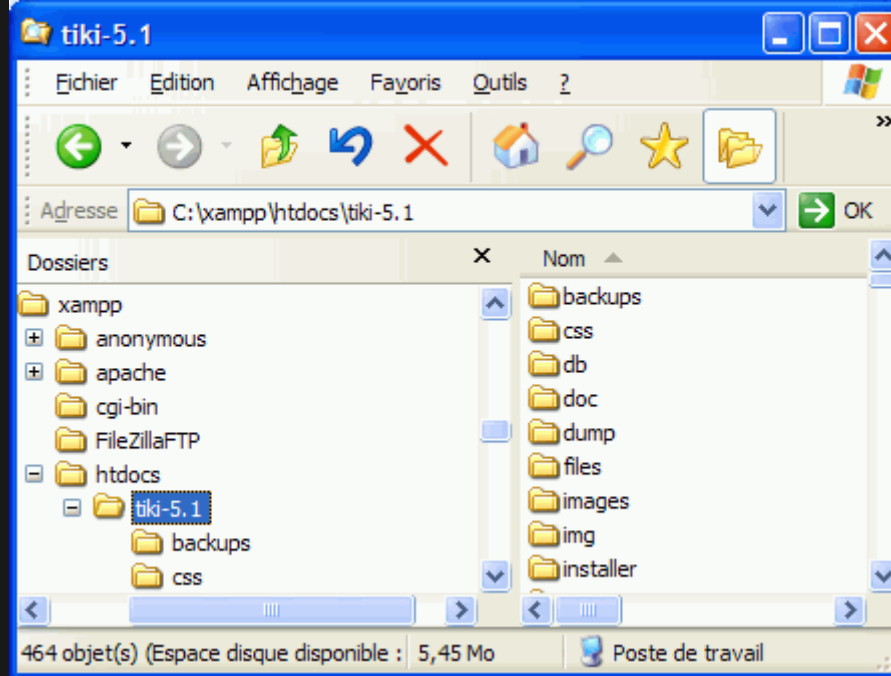 tiki-5.1
Fichier Edition Affichage Favoris Outils ?
Adresse C:\xampp\htdocs\tiki-5.1 OK
Dossiers
xampp
anonymous
apache
cgi-bin
FileZillaFTP
htdocs
tiki-5.1
backups
css
Nom
backups
css
db
doc
dump
files
images
img
installer
464 objet(s) (Espace disque disponible : 5,45 Mo Poste de travail